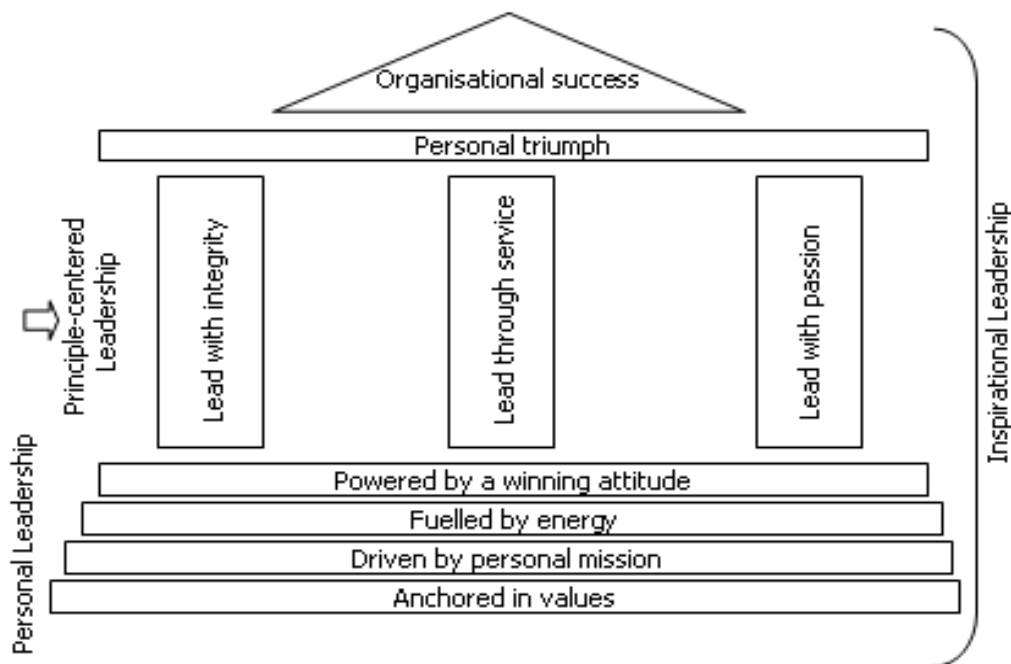 Organisational success
Personal triumph
Principle-centered
Leadership
Lead with integrity
Lead through service
Lead with passion
Inspirational Leadership
Personal Leadership
Powered by a winning attitude
Fuelled by energy
Driven by personal mission
Anchored in values